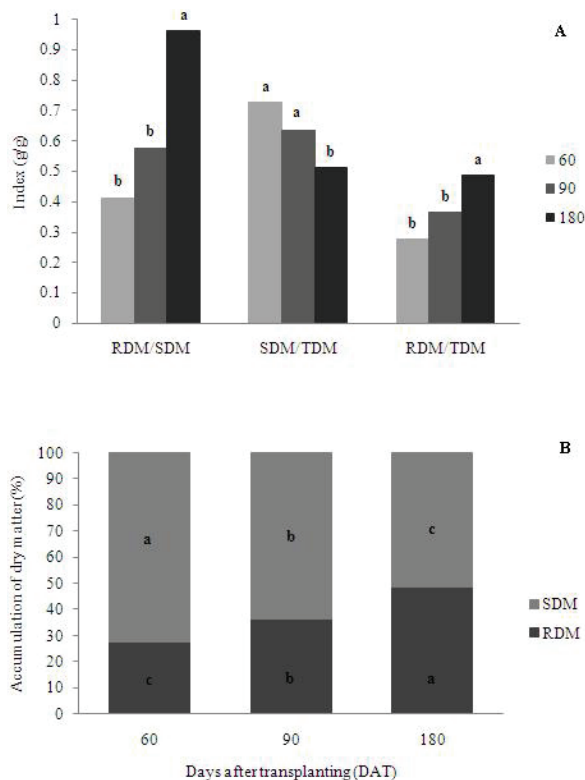 1
a
A
0.9
0.8
a
0.7
a
b
0.6
b
a
60
0.5
b
b
90
0.4
b
180
0.3
0.2
0.1
0
Index (g/g)
RDM/SDM SDM/TDM RDM/TDM
B
100
90
80
70
60
50
40
30
20
10
0
Accumulation of dry matter (%)
a b c
c b a
SDM
RDM
60 90 180
Days after transplanting (DAT)